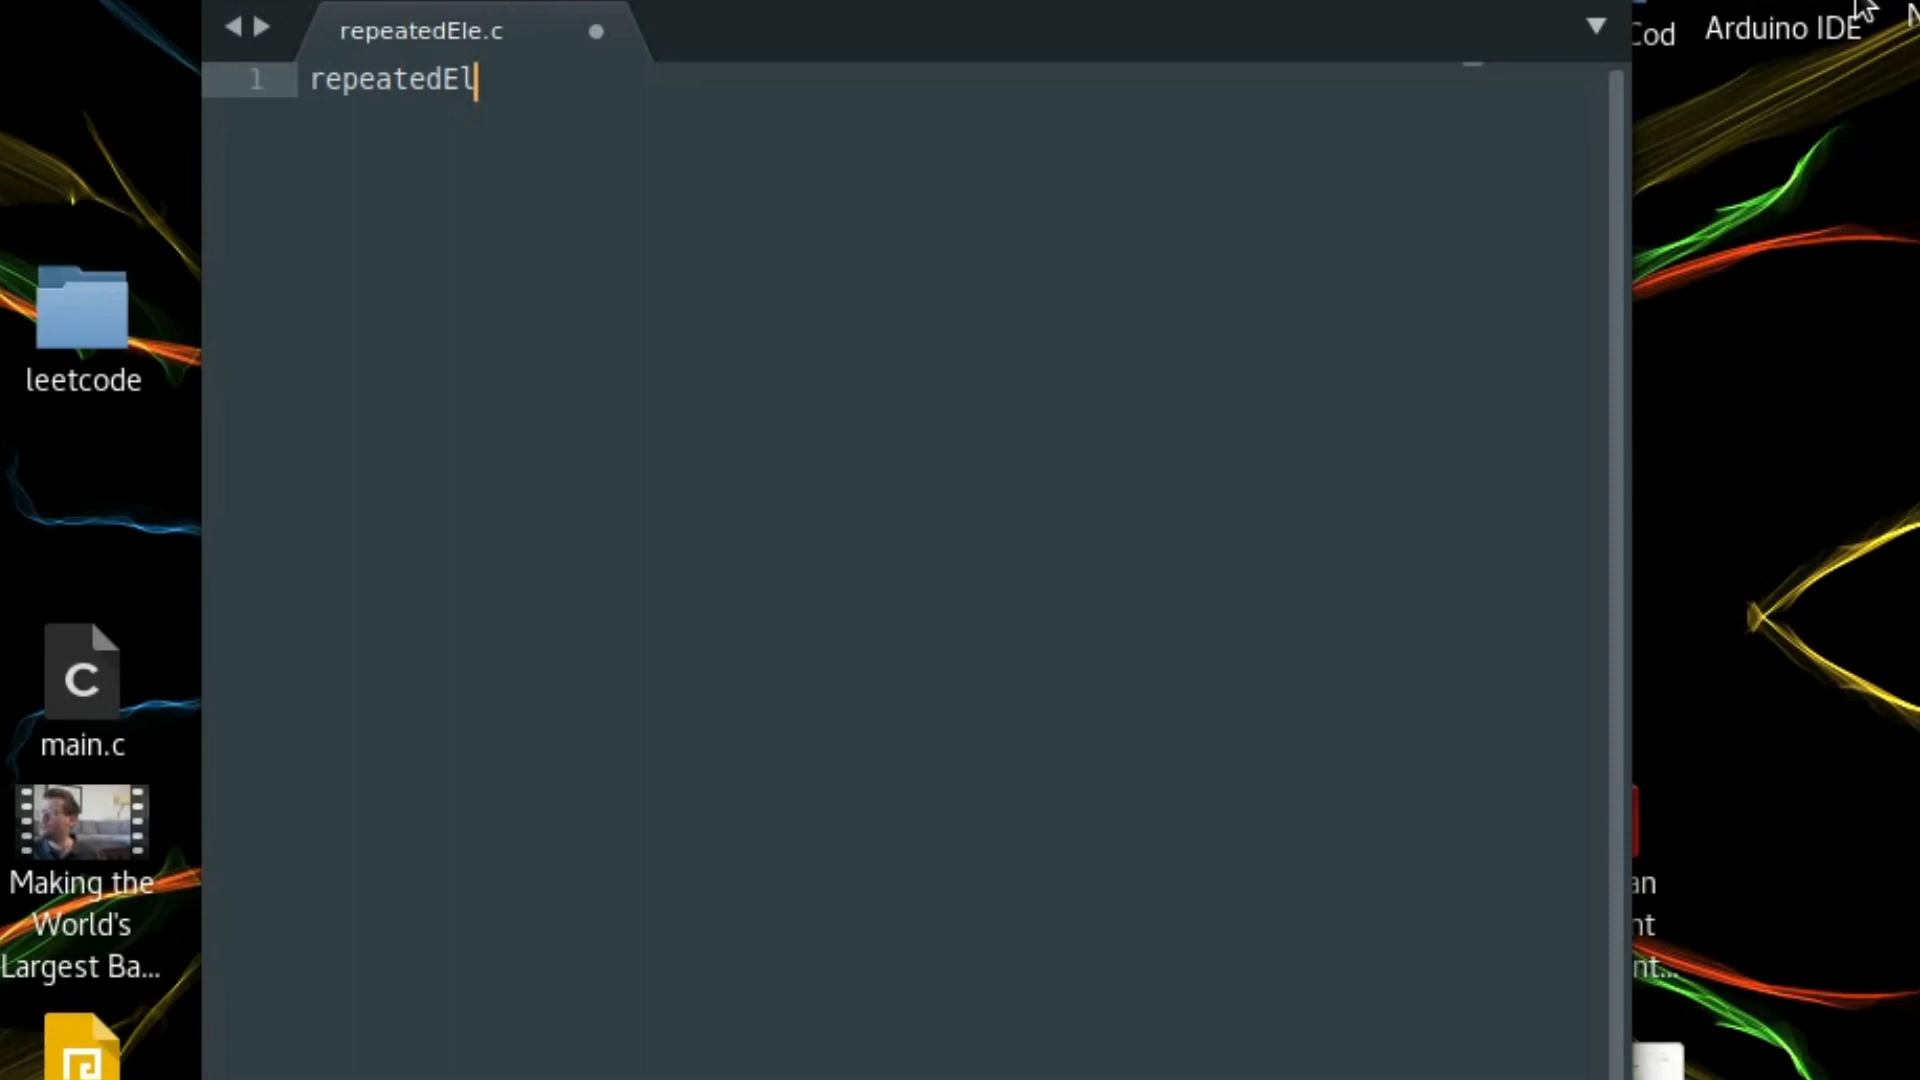 repeatedEle.c
Cod
Arduino IDE
1 repeatedEl
leetcode
C
main.c
Making the
World's
Largest Ba...
an
nt
nt...